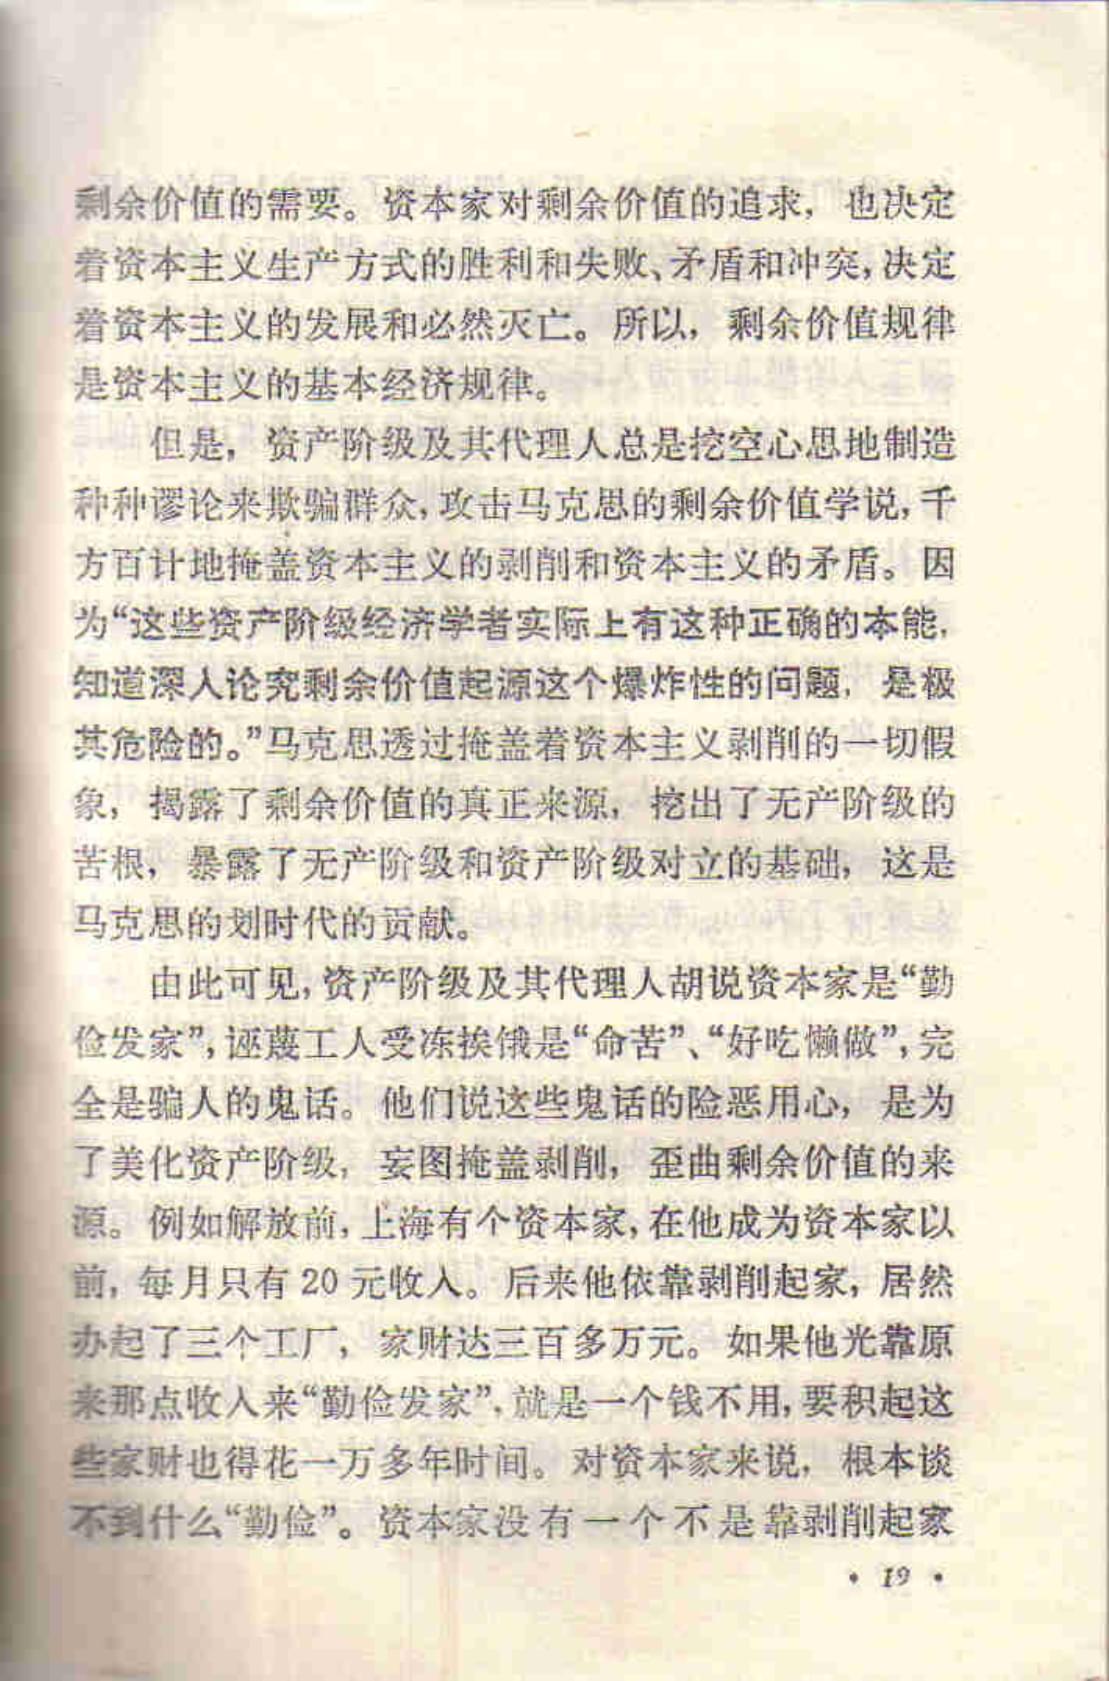 剩余价值的需要。资本家对剩余价值的追求，也决定
着资本主义生产方式的胜利和失败、矛盾和冲突，决定
着资本主义的发展和必然灭亡。所以，剩余价值规律
是资本主义的基本经济规律。
但是，资产阶级及其代理人总是挖空心思地制造
种种谬论来欺骗群众，攻击马克思的剩余价值学说，千
方百计地掩盖资本主义的剥削和资本主义的矛盾。因
为“这些资产阶级经济学者实际上有这种正确的本能，
知道深入论究剩余价值起源这个爆炸性的问题，是极
其危险的。”马克思透过掩盖着资本主义剥削的一切假
象，揭露了剩余价值的真正来源，挖出了无产阶级的
苦根，暴露了无产阶级和资产阶级对立的基础，这是
马克思的划时代的贡献。
由此可见，资产阶级及其代理人胡说资本家是“勤
俭发家”，诬蔑工人受冻挨饿是“命苦”、“好吃懒做”，完
全是骗人的鬼话。他们说这些鬼话的险恶用心，是为
了美化资产阶级，妄图掩盖剥削，歪曲剩余价值的来
源。例如解放前，上海有个资本家，在他成为资本家以
前，每月只有 20 元收入。后来他依靠剥削起家，居然
办起了三个工厂，家财达三百多万元。如果他光靠原
来那点收入来“勤俭发家”，就是一个钱不用，要积起这
些家财也得花一万多年时间。对资本家来说，根本谈
不到什么“勤俭”。资本家没有一个不是靠剥削起家
• 19 •